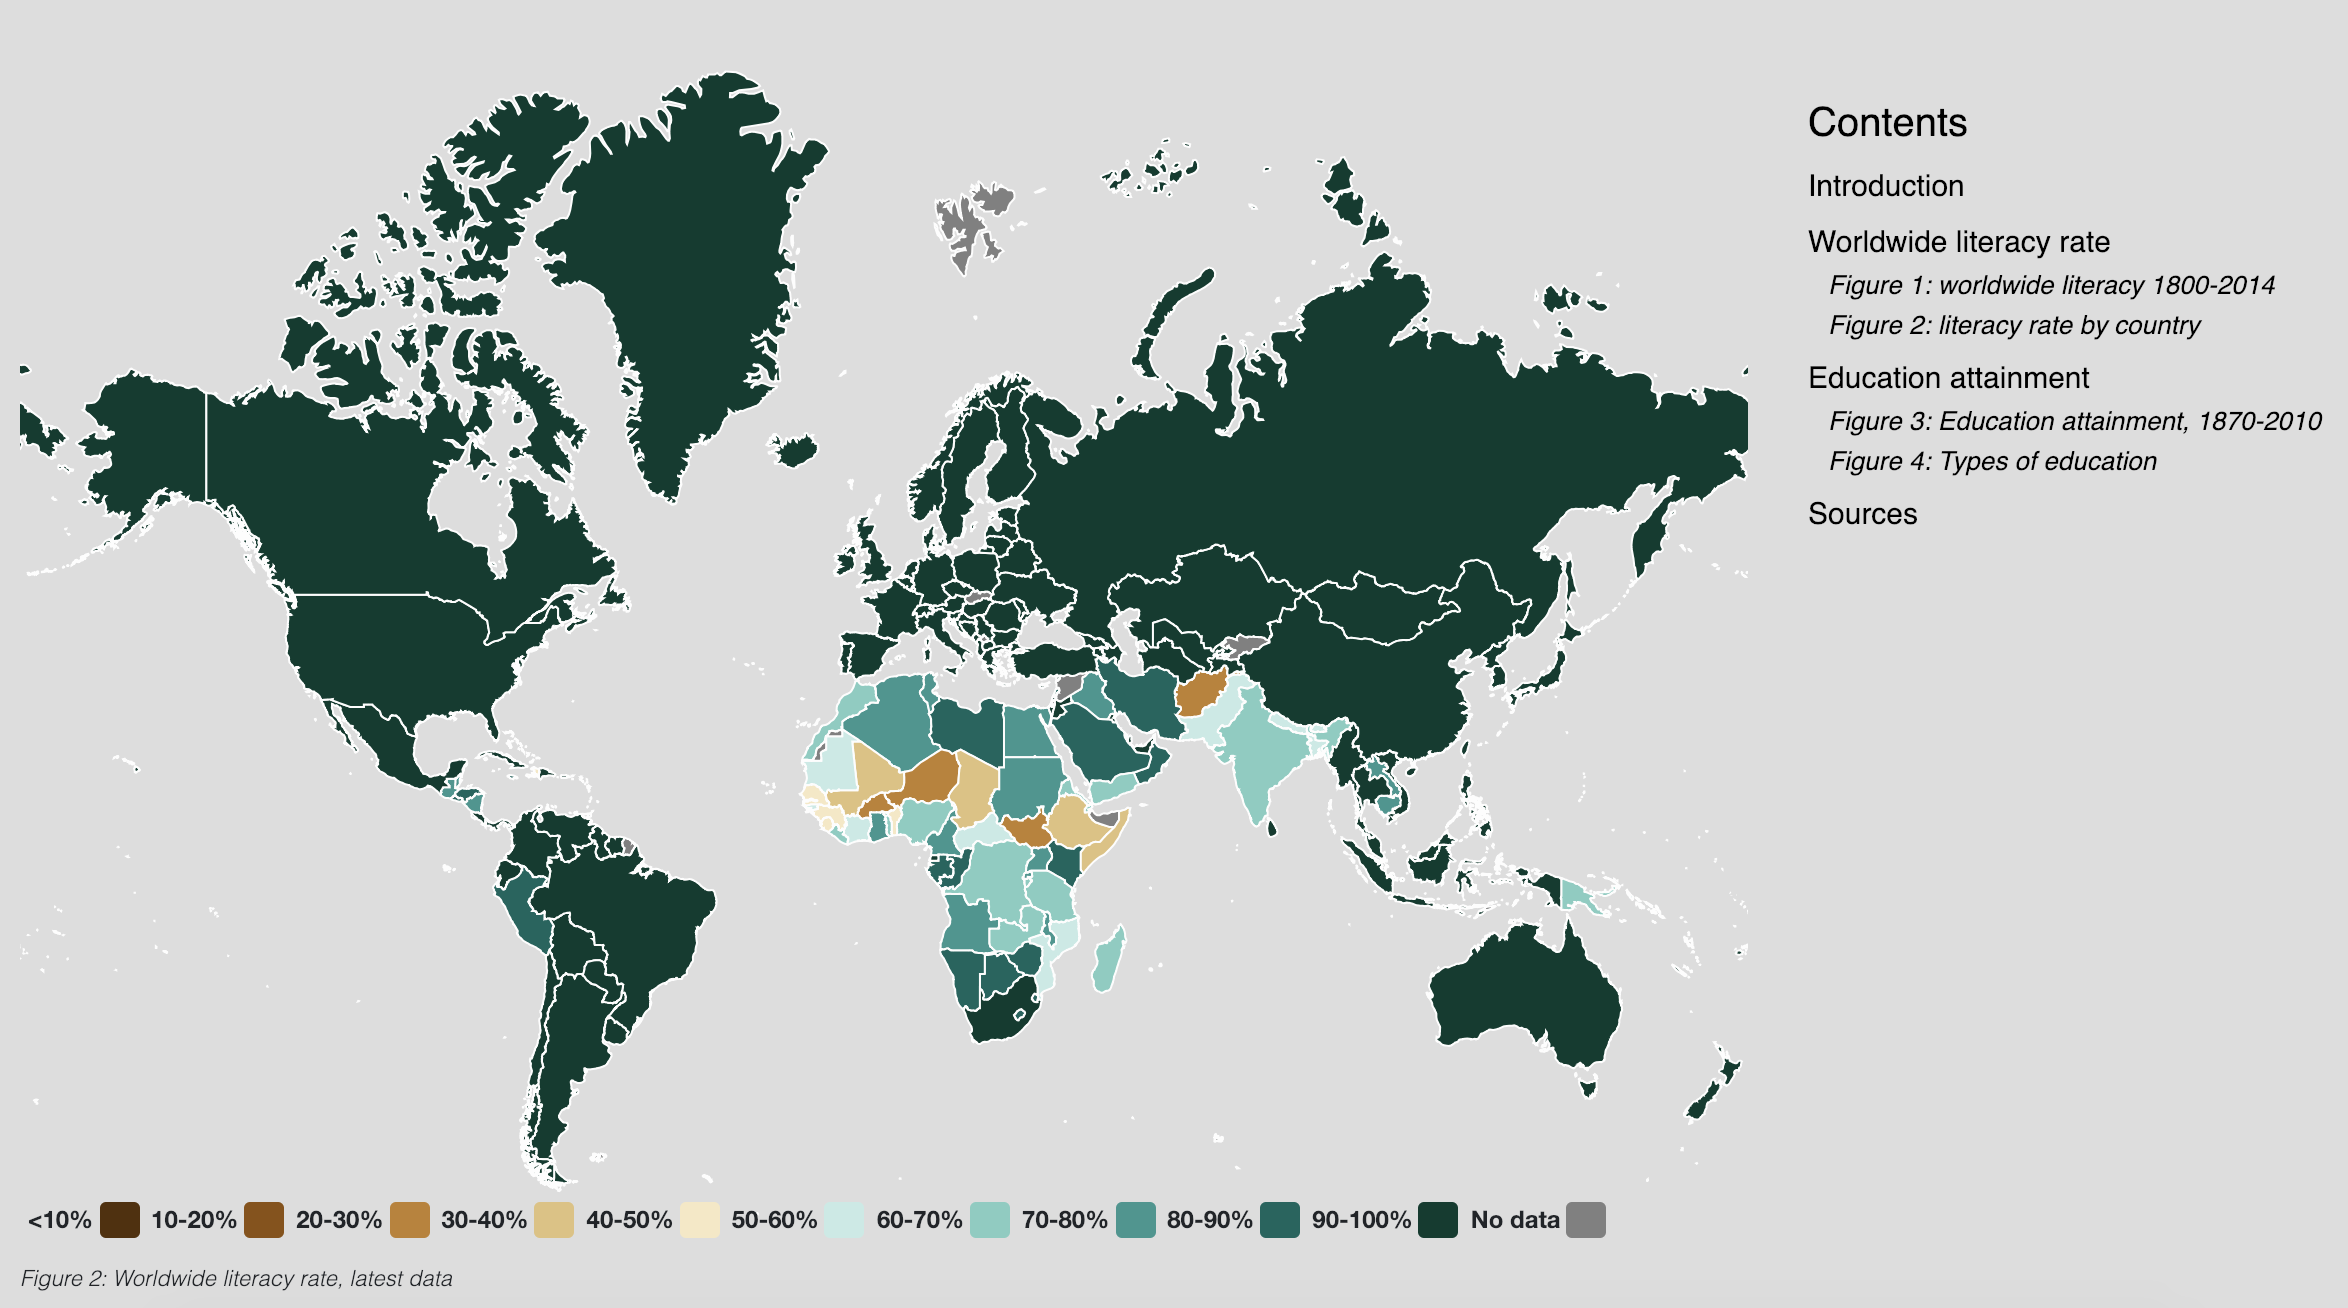 Contents
Introduction
Worldwide literacy rate
Figure 1: worldwide literacy 1800-2014
Figure 2: literacy rate by country
Education attainment
Figure 3: Education attainment, 1870-2010
Figure 4: Types of education
Sources
<10% 10-20% 20-30% 30-40% 40-50% 50-60% 60-70% 70-80% 80-90% 90-100% No data
Figure 2: Worldwide literacy rate, latest data